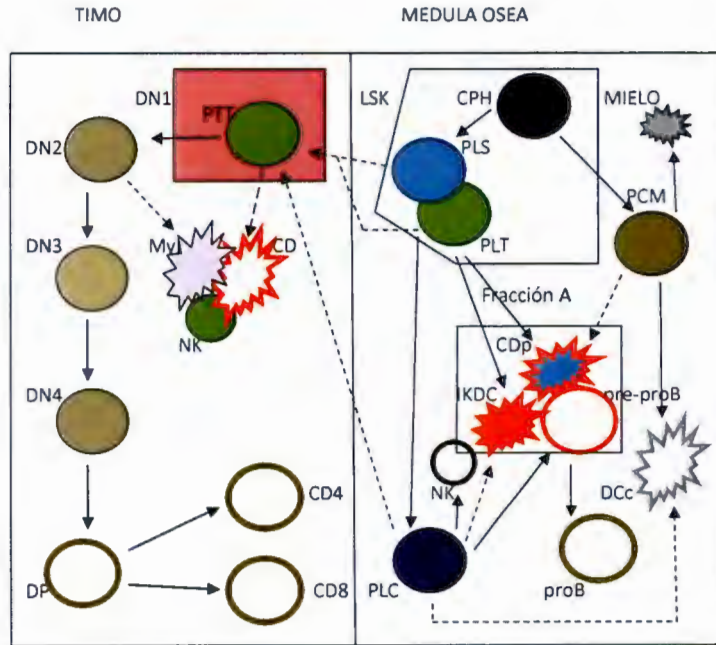 TIMO
MEDULA OSEA
DN1
PTT
DN2
DN3
My
CD
NK
DN4
CD4
DP
CD8
LSK
CPH
MIELO
PLS
PCM
PLT
Fracción A
CDp
IKDC
pre-proB
NK
DCc
PLC
proB